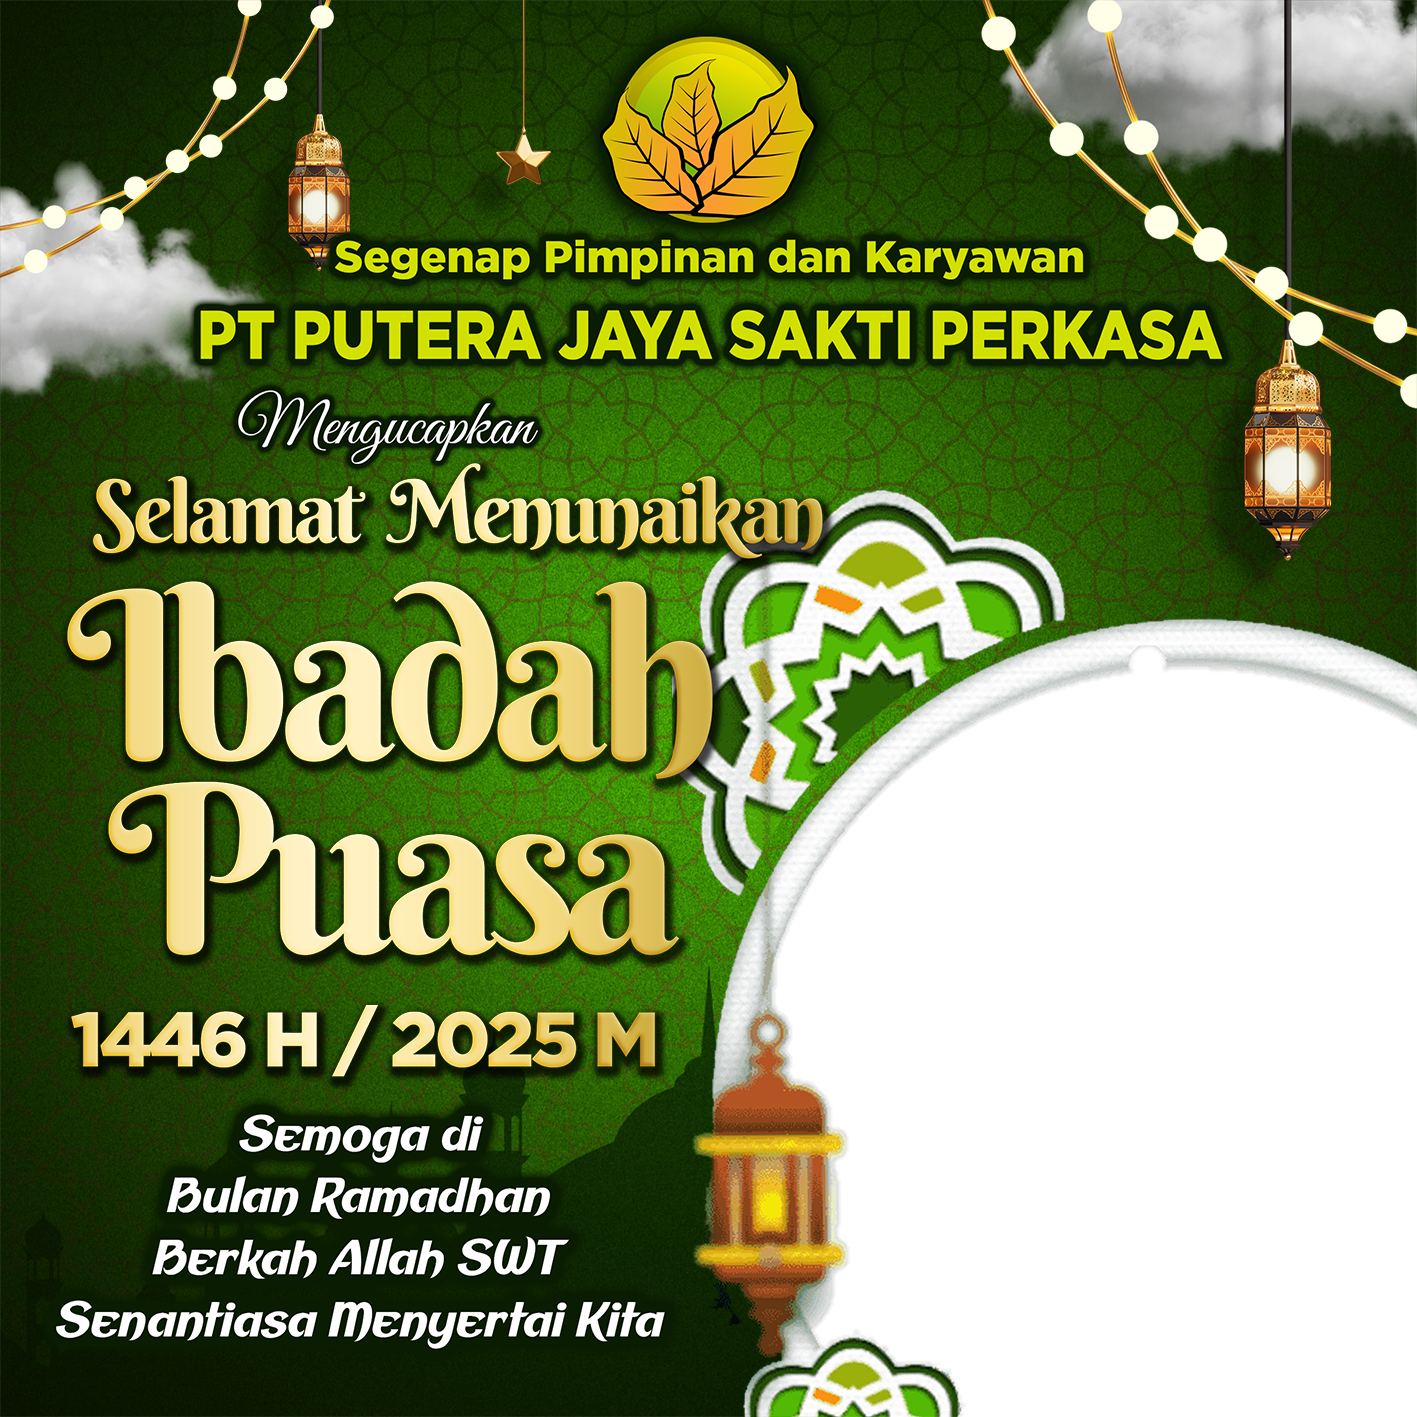 Segenap Pimpinan dan Karyawan
PT PUTERA JAYA SAKTI PERKASA
Mengucapkan
Selamat Menunaikan
Ibadah
Puasa
1446 H / 2025 M
Semoga di
Bulan Ramadhan
Berkah Allah SWT
Senantiasa Menyertai Kita